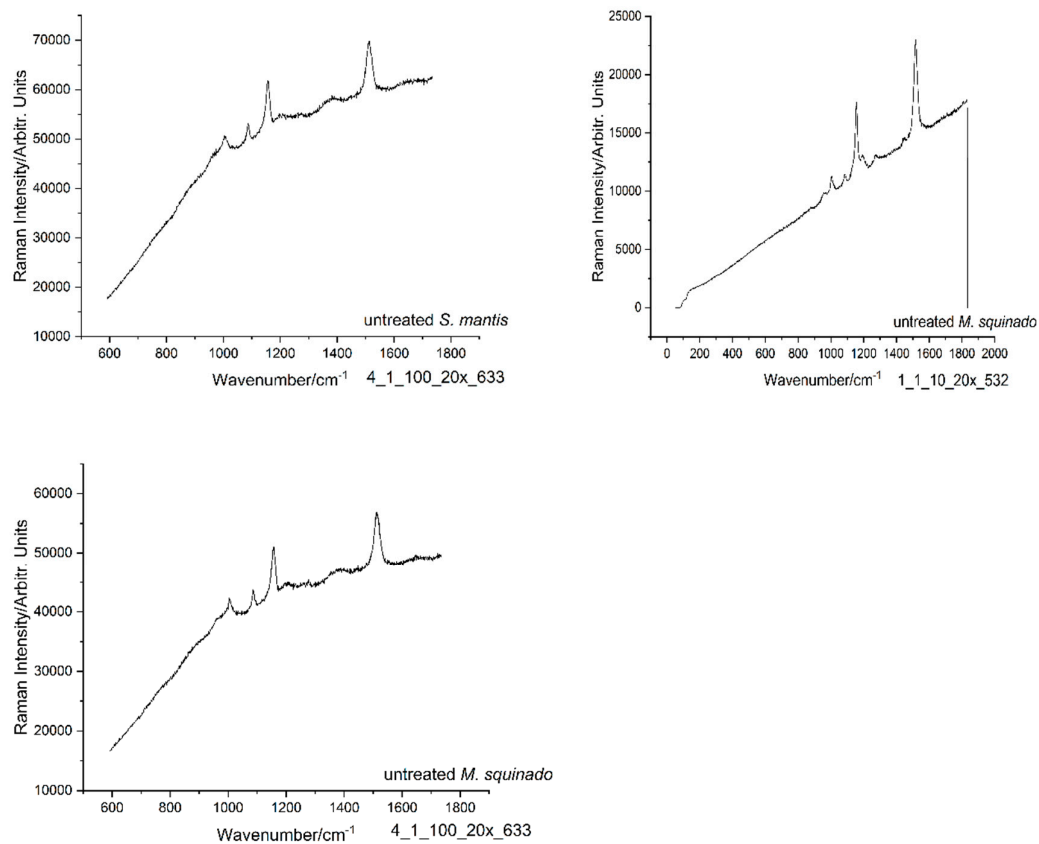 Raman Intensity/Arbitr. Units
70000
60000
50000
40000
30000
20000
10000
untreated S. mantis
600 800 1000 1200 1400 1600 1800
Wavenumber/cm⁻¹ 4_1_100_20x_633
Raman Intensity/Arbitr. Units
25000
20000
15000
10000
5000
0
untreated M. squinado
0 200 400 600 800 1000 1200 1400 1600 1800 2000
Wavenumber/cm⁻¹ 1_1_10_20x_532
Raman Intensity/Arbitr. Units
60000
50000
40000
30000
20000
10000
untreated M. squinado
600 800 1000 1200 1400 1600 1800
Wavenumber/cm⁻¹ 4_1_100_20x_633